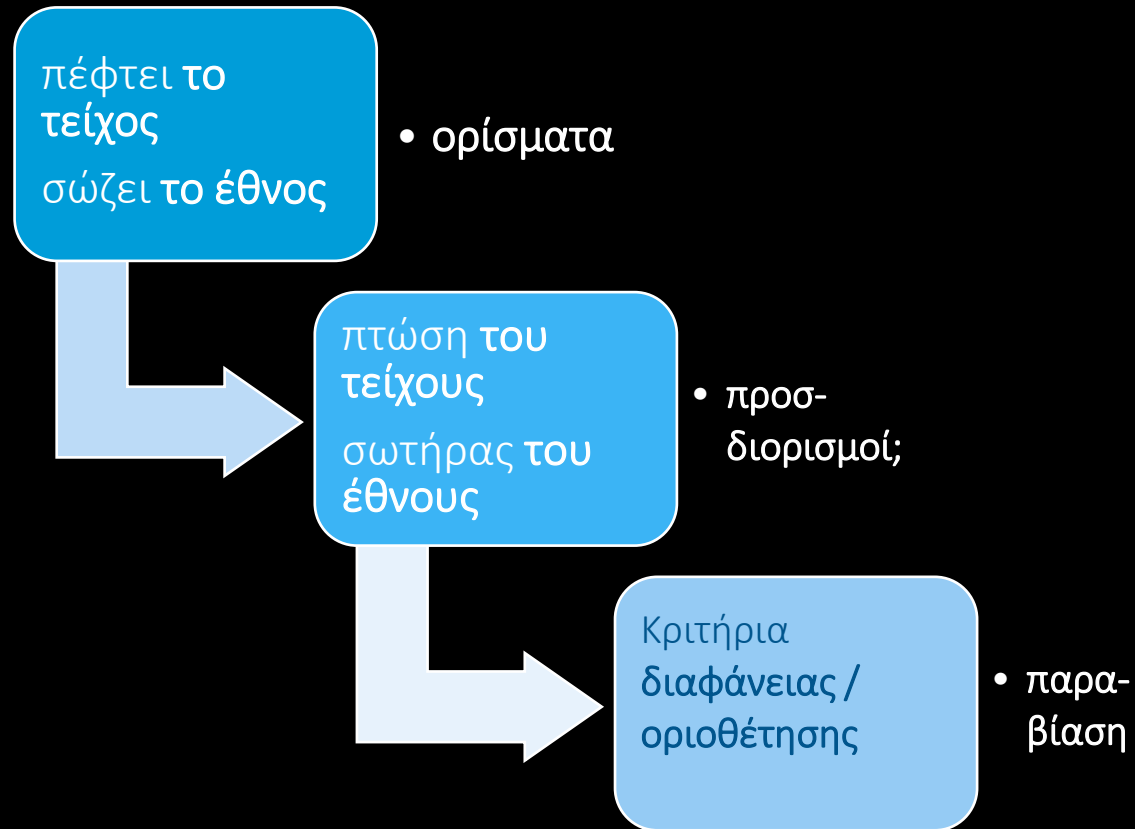 πέφτει το
τείχος
σώζει το έθνος
• ορίσματα
πτώση του
τείχους
σωτήρας του
έθνους
• προσ-
διορισμοί;
Κριτήρια
διαφάνειας /
οριοθέτησης
• παρα-
βίαση